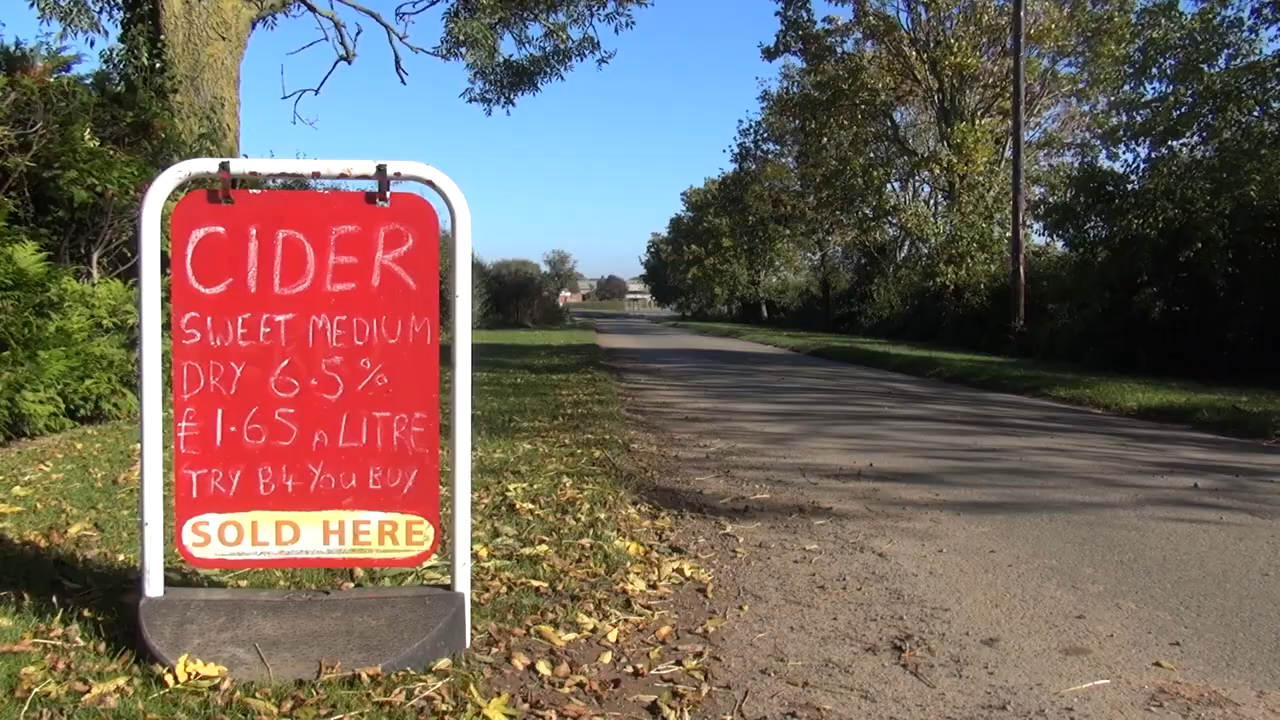 CIDER
SWEET MEDIUM
DRY 6.5%
£1.65 A LITRE
TRY B4 YOU BUY
SOLD HERE